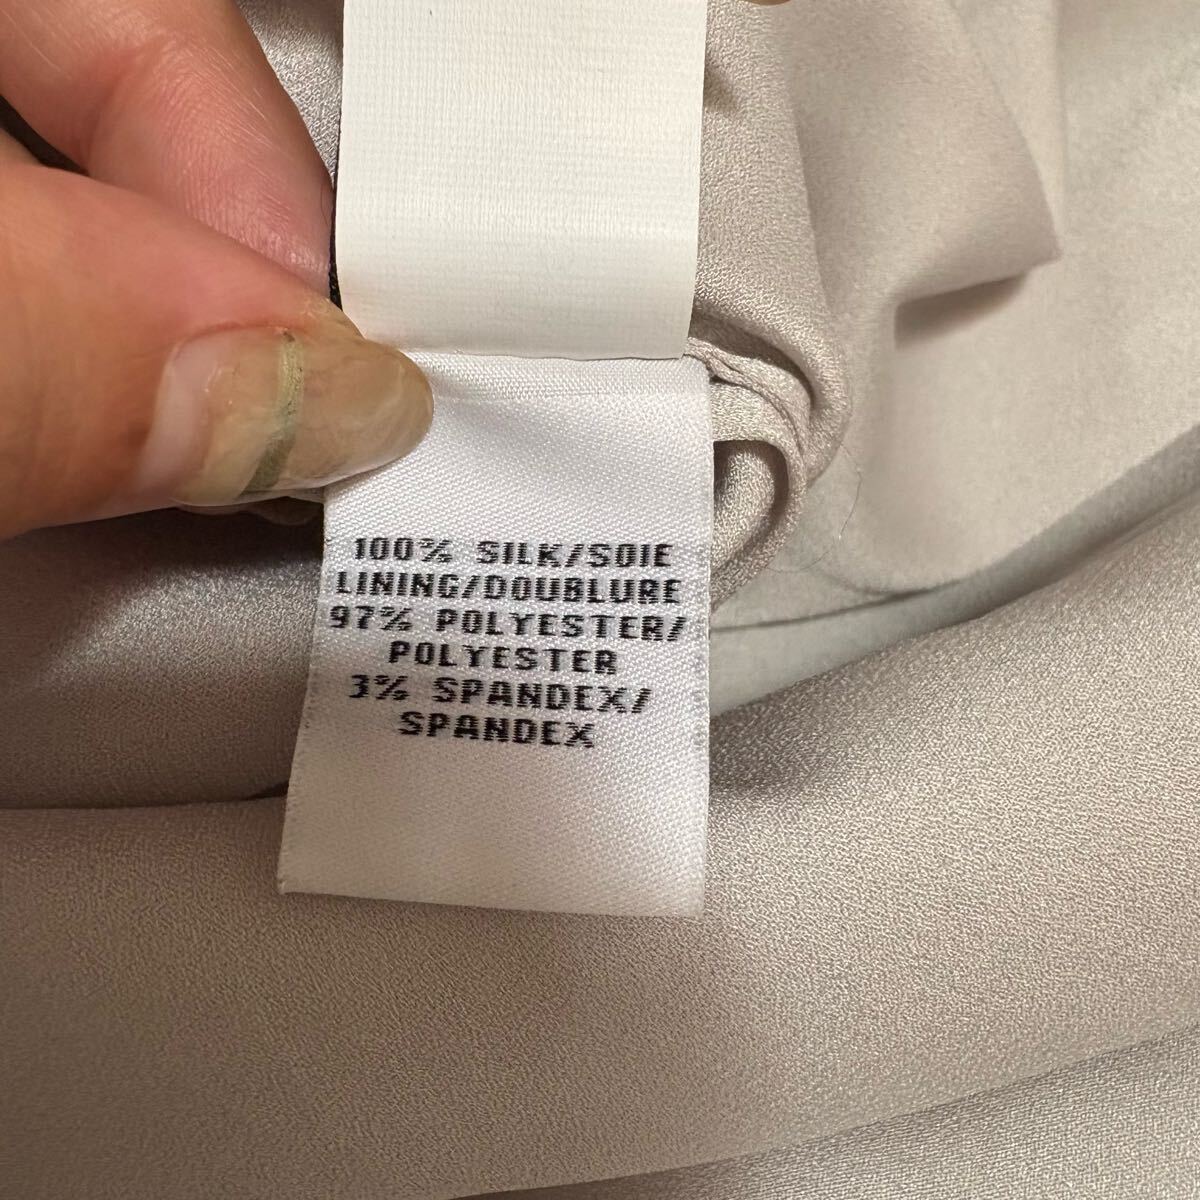 100% SILK/SOIE
LINING/DOUBLURE
97% POLYESTER/
POLYESTER
3% SPANDEX/
SPANDEX